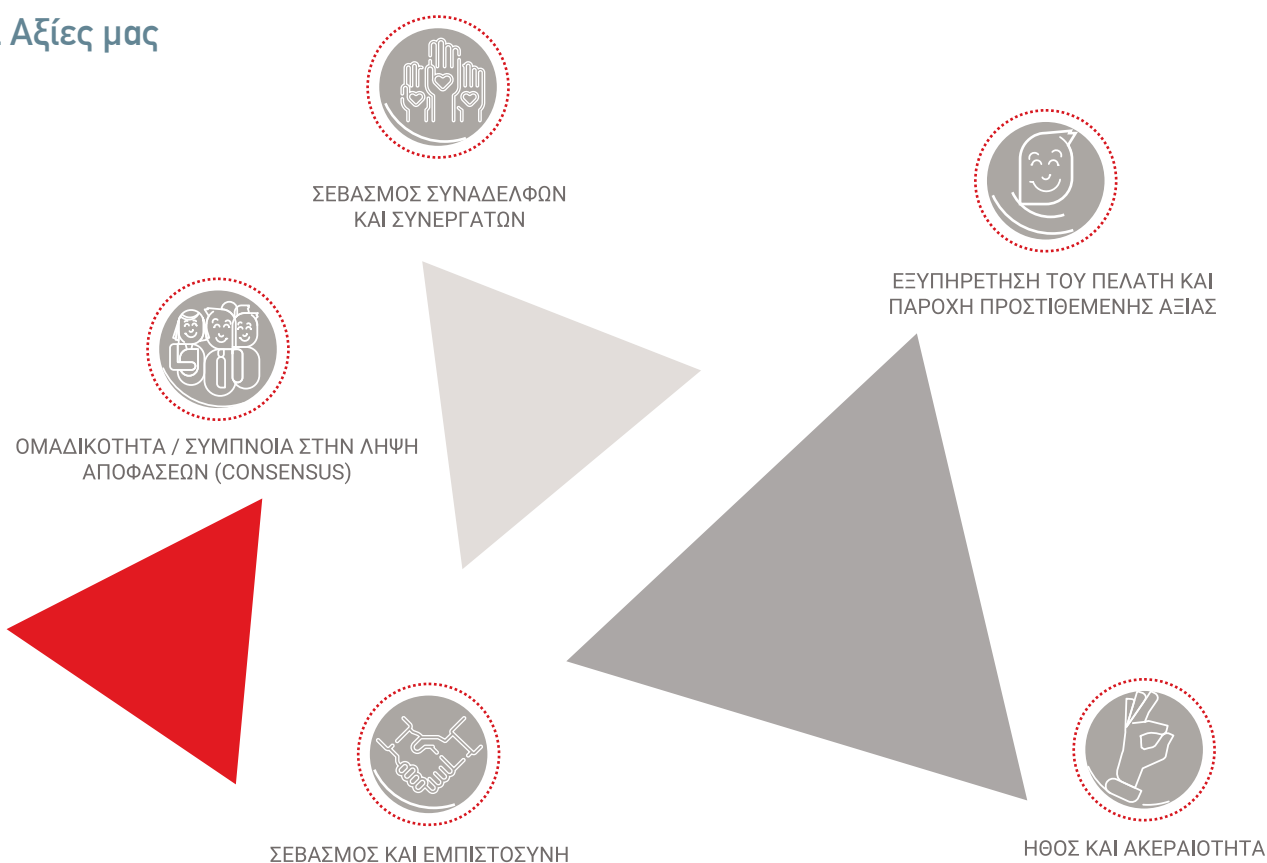 Αξίες μας
ΣΕΒΑΣΜΟΣ ΣΥΝΑΔΕΛΦΩΝ
ΚΑΙ ΣΥΝΕΡΓΑΤΩΝ
ΕΞΥΠΗΡΕΤΗΣΗ ΤΟΥ ΠΕΛΑΤΗ ΚΑΙ
ΠΑΡΟΧΗ ΠΡΟΣΤΙΘΕΜΕΝΗΣ ΑΞΙΑΣ
ΟΜΑΔΙΚΟΤΗΤΑ / ΣΥΜΠΝΟΙΑ ΣΤΗΝ ΛΗΨΗ
ΑΠΟΦΑΣΕΩΝ (CONSENSUS)
ΣΕΒΑΣΜΟΣ ΚΑΙ ΕΜΠΙΣΤΟΣΥΝΗ
ΗΘΟΣ ΚΑΙ ΑΚΕΡΑΙΟΤΗΤΑ